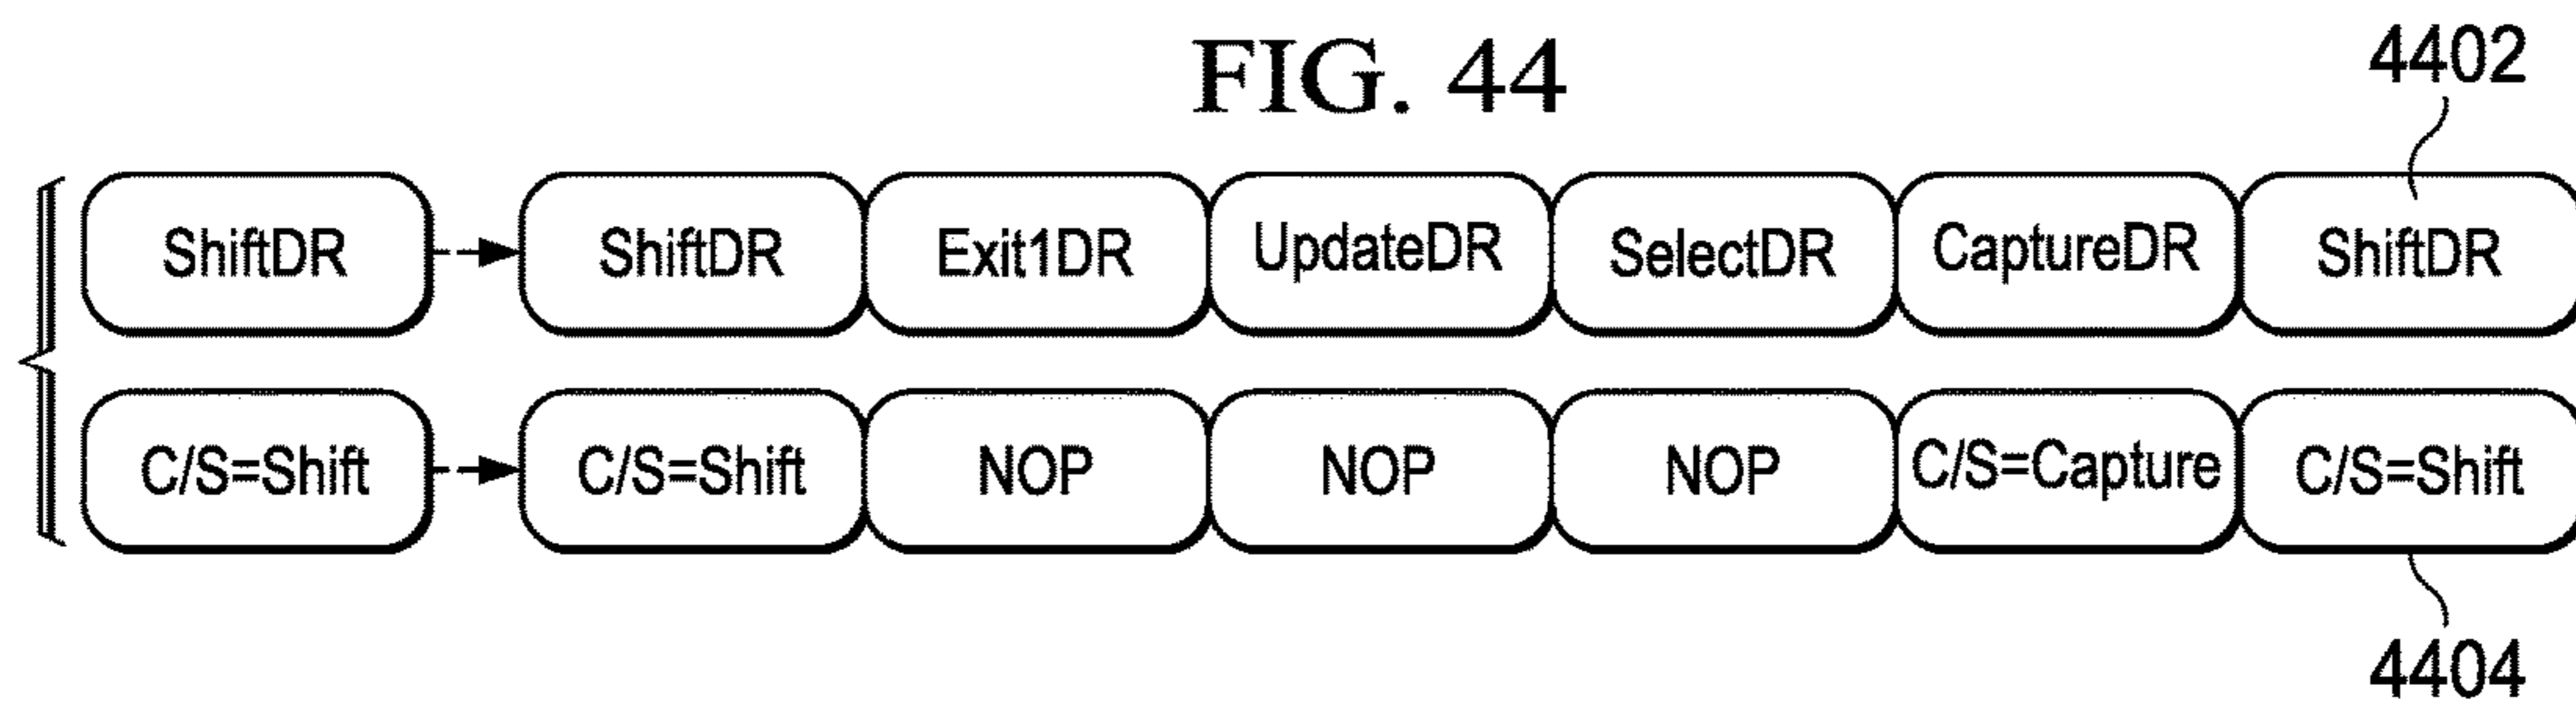 FIG. 44
4402
ShiftDR ShiftDR Exit1DR UpdateDR SelectDR CaptureDR ShiftDR
C/S=Shift C/S=Shift NOP NOP NOP C/S=Capture C/S=Shift
4404